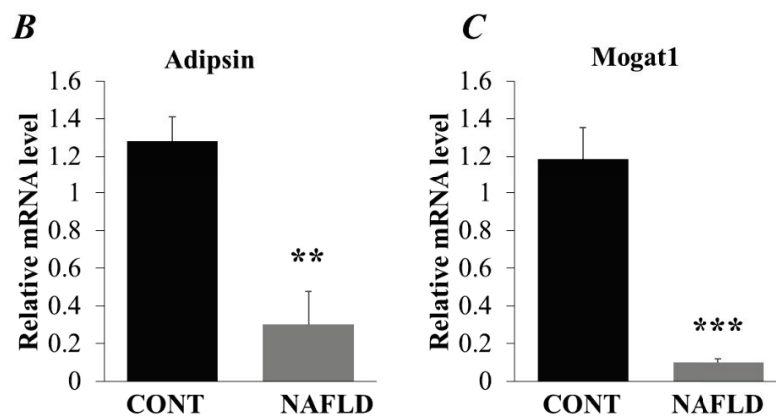 B
Adipsin
Relative mRNA level
1.6
1.4
1.2
1
0.8
0.6
0.4
0.2
0
**
CONT NAFLD
C
Mogat1
Relative mRNA level
1.6
1.4
1.2
1
0.8
0.6
0.4
0.2
0
***
CONT NAFLD